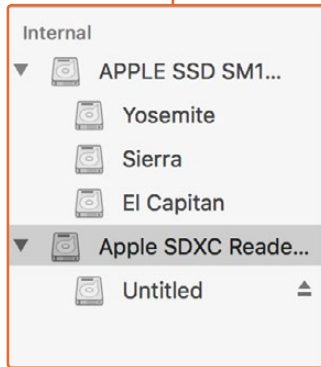 Internal
APPLE SSD SM1...
Yosemite
Sierra
El Capitan
Apple SDXC Reade...
Untitled